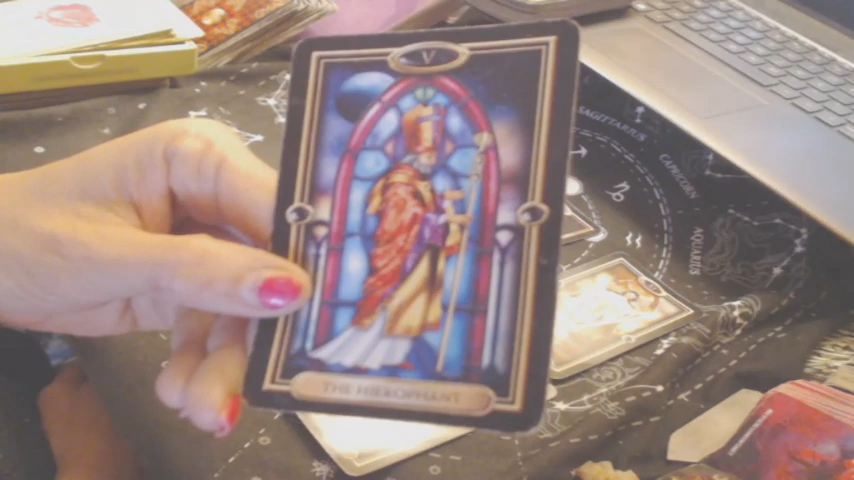 V
THE HIEROPHANT
SAGITTARIUS
CAPRICORN
AQUARIUS